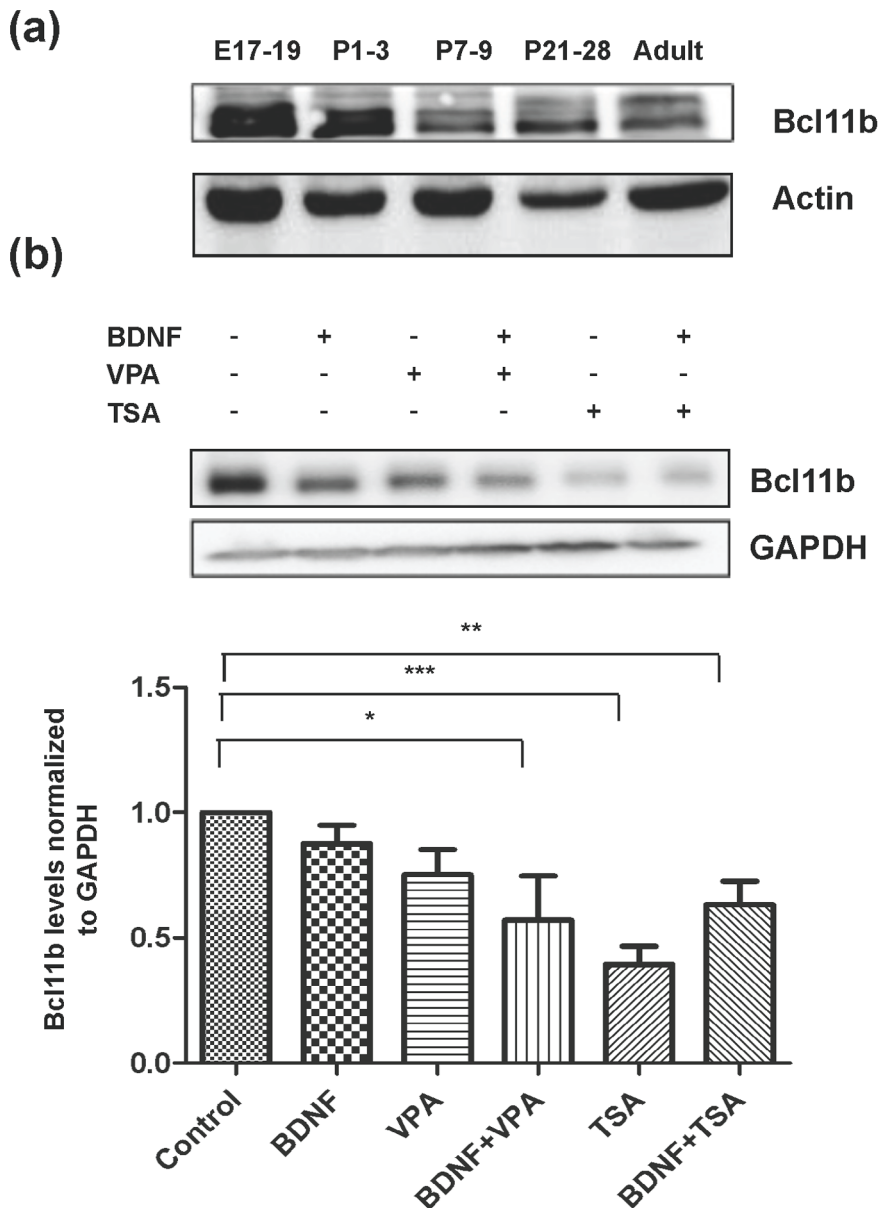 (a)
E17-19 P1-3 P7-9 P21-28 Adult
Bcl11b
Actin
(b)
BDNF - + - + - +
VPA - - + + - -
TSA - - - - + +
Bcl11b
GAPDH
**
***
*
Bcl11b levels normalized
to GAPDH
1.5
1.0
0.5
0.0
Control BDNF VPA BDNF+VPA TSA BDNF+TSA